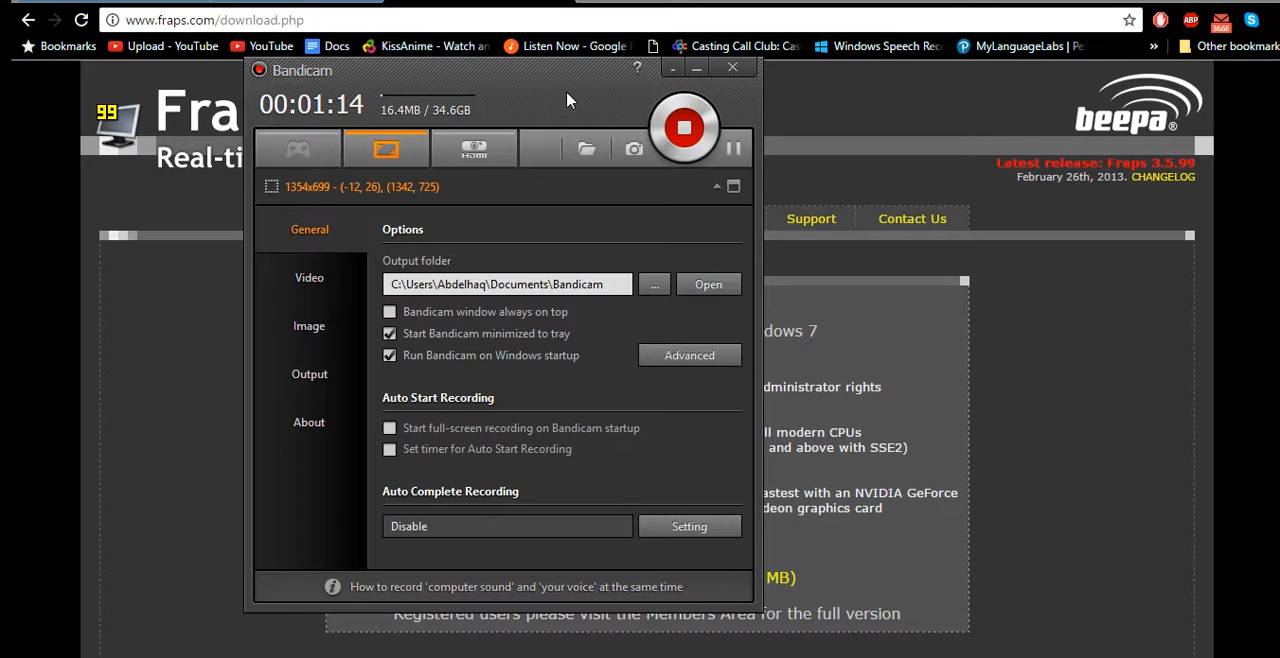 www.fraps.com/download.php
ABP
3666
Bookmarks
Upload - YouTube
YouTube
Docs
KissAnime - Watch an
Listen Now - Google
Casting Call Club: Cas
Windows Speech Rec
MyLanguageLabs | Pe
»
Other bookmark
99
Fra
Real-ti
beepa®
Latest release: Fraps 3.5.99
February 26th, 2013. CHANGELOG
Support
Contact Us
Bandicam
?
00:01:14
16.4MB / 34.6GB
HDMI
1354x699 - (-12, 26), (1342, 725)
General
Video
Image
Output
About
Options
Output folder
C:\Users\Abdelhaq\Documents\Bandicam
...
Open
Bandicam window always on top
Start Bandicam minimized to tray
Run Bandicam on Windows startup
Advanced
Auto Start Recording
Start full-screen recording on Bandicam startup
Set timer for Auto Start Recording
Auto Complete Recording
Disable
Setting
How to record 'computer sound' and 'your voice' at the same time
dows 7
dministrator rights
ll modern CPUs
and above with SSE2)
astest with an NVIDIA GeForce
deon graphics card
MB)
Registered users please visit the Members Area for the full version